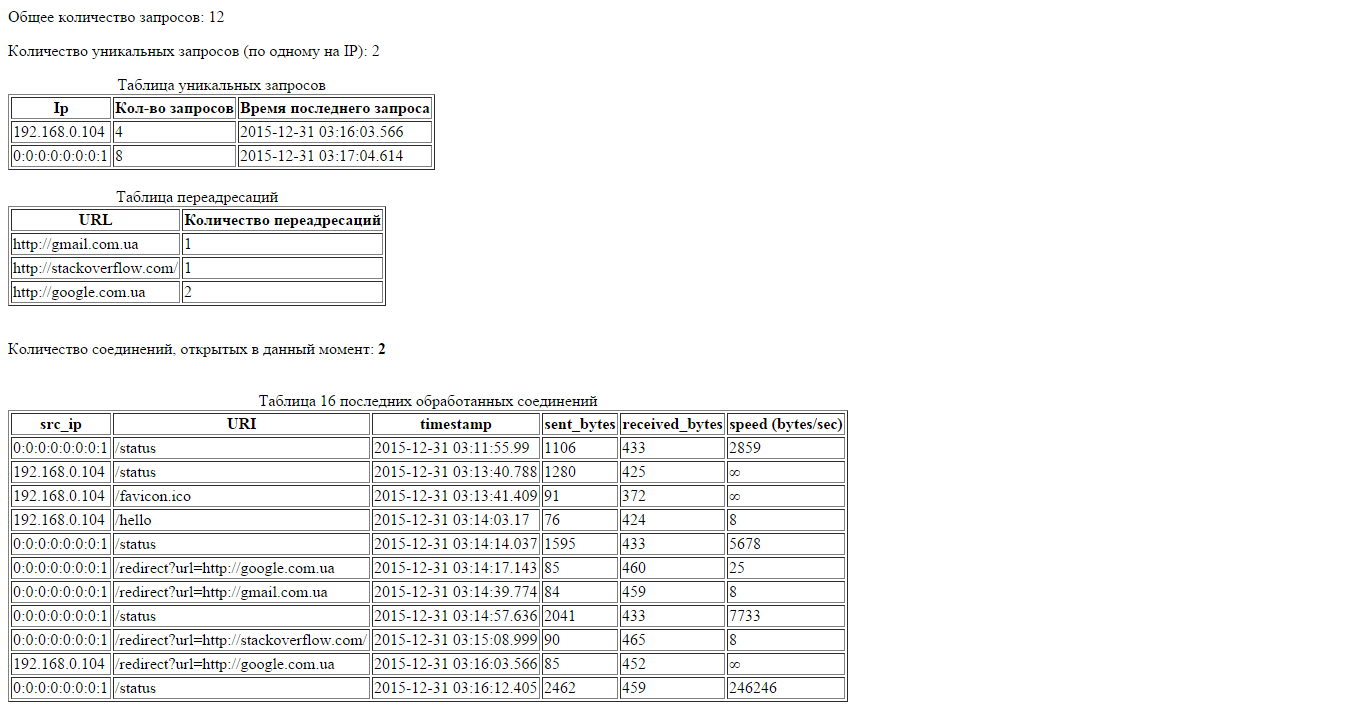 Общее количество запросов: 12
Количество уникальных запросов (по одному на IP): 2
Таблица уникальных запросов
Ip Кол-во запросов Время последнего запроса
192.168.0.104 4 2015-12-31 03:16:03.566
0:0:0:0:0:0:0:1 8 2015-12-31 03:17:04.614
Таблица переадресаций
URL Количество переадресаций
http://gmail.com.ua 1
http://stackoverflow.com/ 1
http://google.com.ua 2
Количество соединений, открытых в данный момент: 2
Таблица 16 последних обработанных соединений
src_ip URI timestamp sent_bytes received_bytes speed (bytes/sec)
0:0:0:0:0:0:0:1 /status 2015-12-31 03:11:55.99 1106 433 2859
192.168.0.104 /status 2015-12-31 03:13:40.788 1280 425 ∞
192.168.0.104 /favicon.ico 2015-12-31 03:13:41.409 91 372 ∞
192.168.0.104 /hello 2015-12-31 03:14:03.17 76 424 8
0:0:0:0:0:0:0:1 /status 2015-12-31 03:14:14.037 1595 433 5678
0:0:0:0:0:0:0:1 /redirect?url=http://google.com.ua 2015-12-31 03:14:17.143 85 460 25
0:0:0:0:0:0:0:1 /redirect?url=http://gmail.com.ua 2015-12-31 03:14:39.774 84 459 8
0:0:0:0:0:0:0:1 /status 2015-12-31 03:14:57.636 2041 433 7733
0:0:0:0:0:0:0:1 /redirect?url=http://stackoverflow.com/ 2015-12-31 03:15:08.999 90 465 8
192.168.0.104 /redirect?url=http://google.com.ua 2015-12-31 03:16:03.566 85 452 ∞
0:0:0:0:0:0:0:1 /status 2015-12-31 03:16:12.405 2462 459 246246